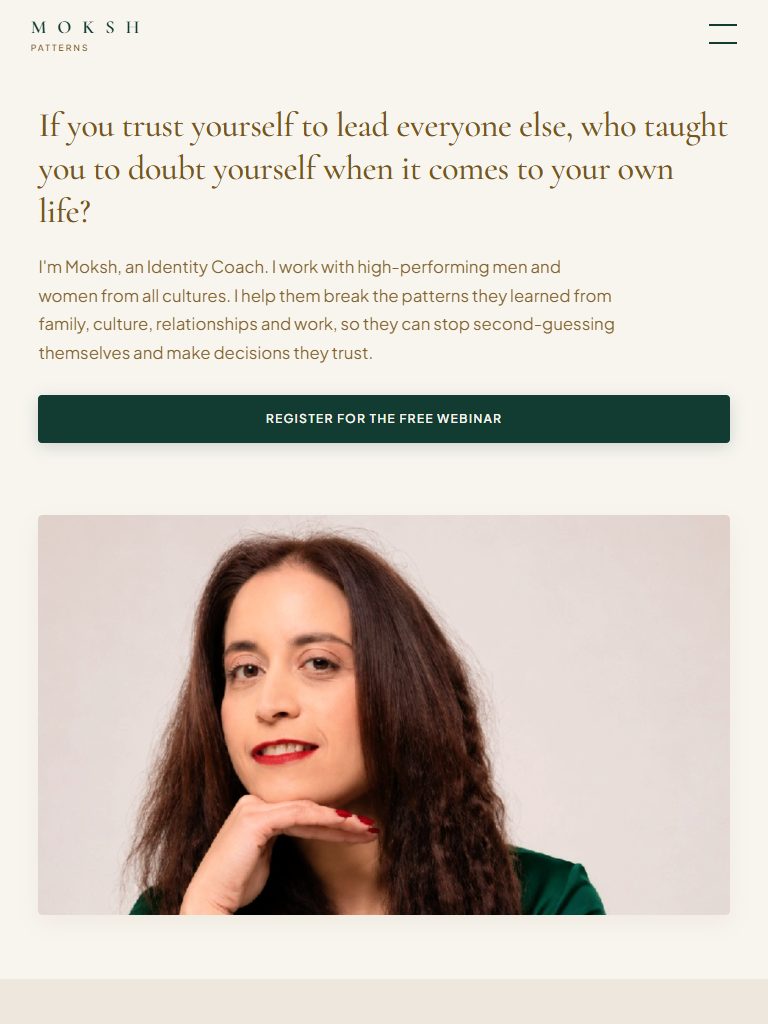 MOKSH
PATTERNS
If you trust yourself to lead everyone else, who taught
you to doubt yourself when it comes to your own
life?
I'm Moksh, an Identity Coach. I work with high-performing men and
women from all cultures. I help them break the patterns they learned from
family, culture, relationships and work, so they can stop second-guessing
themselves and make decisions they trust.
REGISTER FOR THE FREE WEBINAR